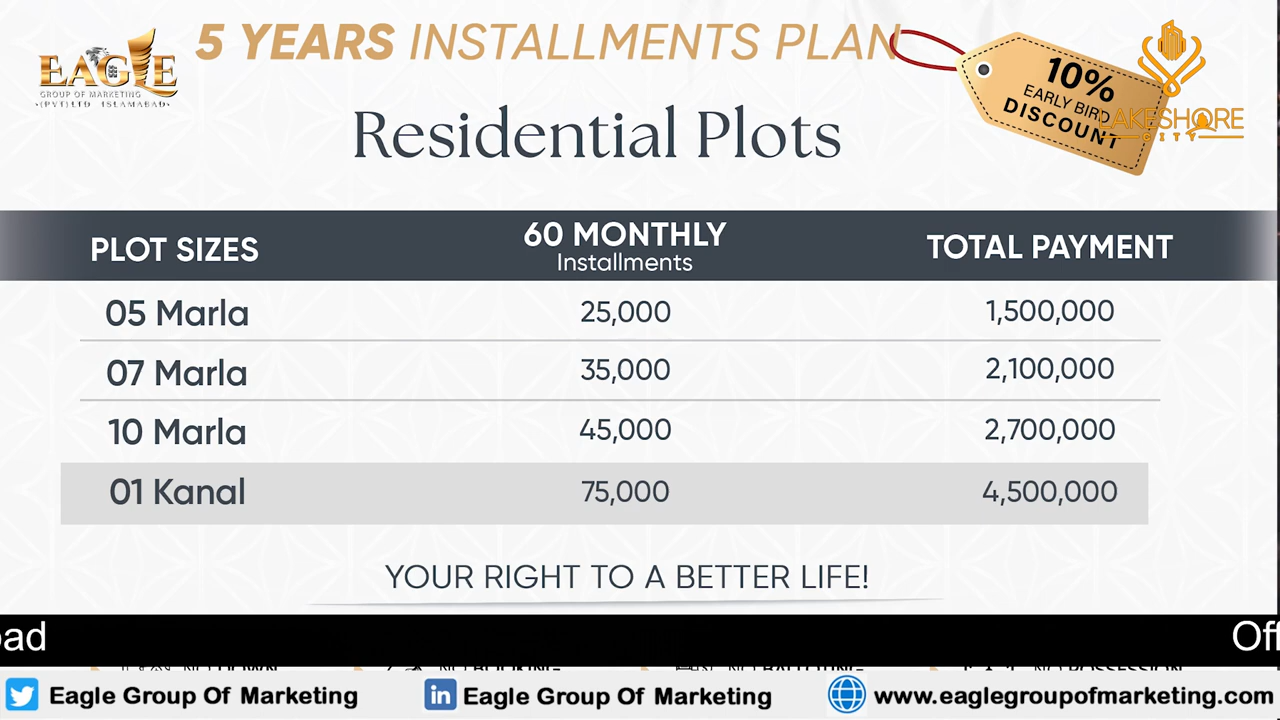 5 YEARS INSTALLMENTS PLAN
EAGLE
GROUP OF MARKETING
(PVT) LTD ISLAMABAD
10%
EARLY BIRD
DISCOUNT
LAKESHORE
CITY
Residential Plots
PLOT SIZES 60 MONTHLY Installments TOTAL PAYMENT
05 Marla 25,000 1,500,000
07 Marla 35,000 2,100,000
10 Marla 45,000 2,700,000
01 Kanal 75,000 4,500,000
YOUR RIGHT TO A BETTER LIFE!
oad Off
Eagle Group Of Marketing Eagle Group Of Marketing www.eaglegroupofmarketing.com